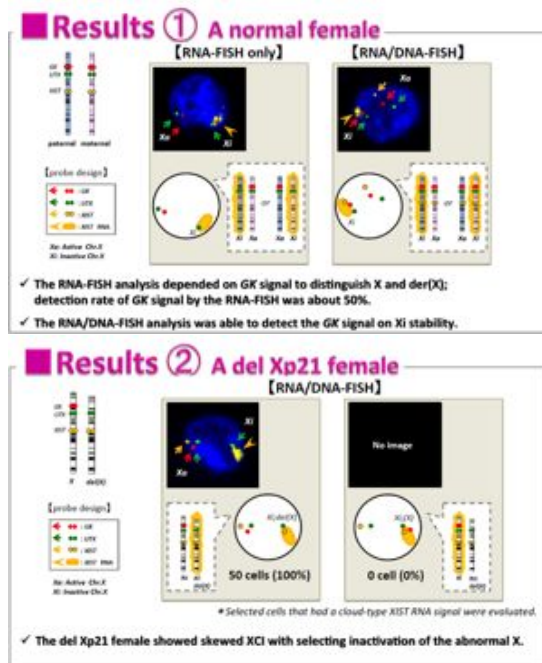 Results ① A normal female
【RNA-FISH only】
【RNA/DNA-FISH】
GK
UTX
XIST
paternal maternal
Xa
Xi
Xa
Xi
[probe design]
: GK
: UTX
: XIST
: XIST RNA
Xa: Active Chr.X
Xi: Inactive Chr.X
Xi
Xi Xa or Xa Xi
Xi
Xi Xa or Xa Xi
✓ The RNA-FISH analysis depended on GK signal to distinguish X and der(X);
detection rate of GK signal by the RNA-FISH was about 50%.
✓ The RNA/DNA-FISH analysis was able to detect the GK signal on Xi stability.
Results ② A del Xp21 female
【RNA/DNA-FISH】
GK
UTX
XIST
X del(X)
Xi
Xa
No image
[probe design]
: GK
: UTX
: XIST
: XIST RNA
Xa: Active Chr.X
Xi: Inactive Chr.X
Xi;del(X)
Xi;(X)
50 cells (100%)
0 cell (0%)
*Selected cells that had a cloud-type XIST RNA signal were evaluated.
✓ The del Xp21 female showed skewed XCI with selecting inactivation of the abnormal X.